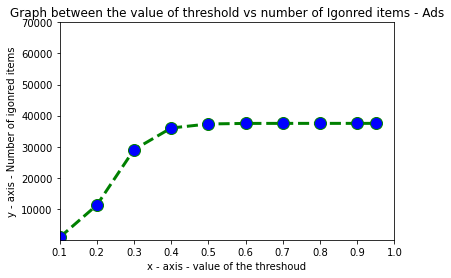 Graph between the value of threshold vs number of Igonred items - Ads
70000
60000
50000
40000
30000
20000
10000
y - axis - Number of igonred items
0.1 0.2 0.3 0.4 0.5 0.6 0.7 0.8 0.9 1.0
x - axis - value of the threshoud